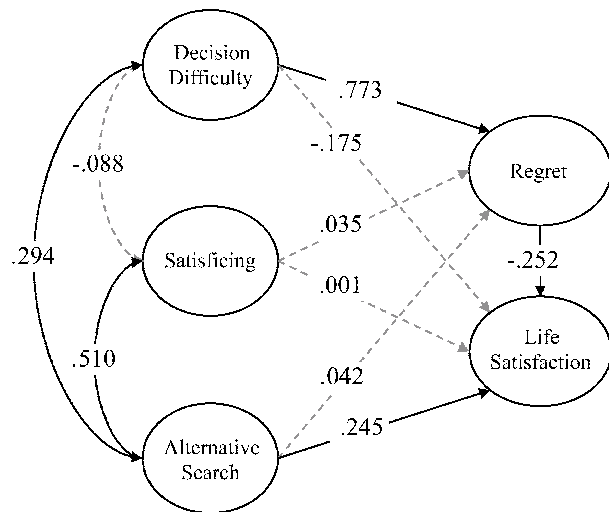 Decision
Difficulty
.773
-.175
-.088
Regret
.035
Satisficing
.294
-.252
.001
Life
Satisfaction
.510
.042
.245
Alternative
Search